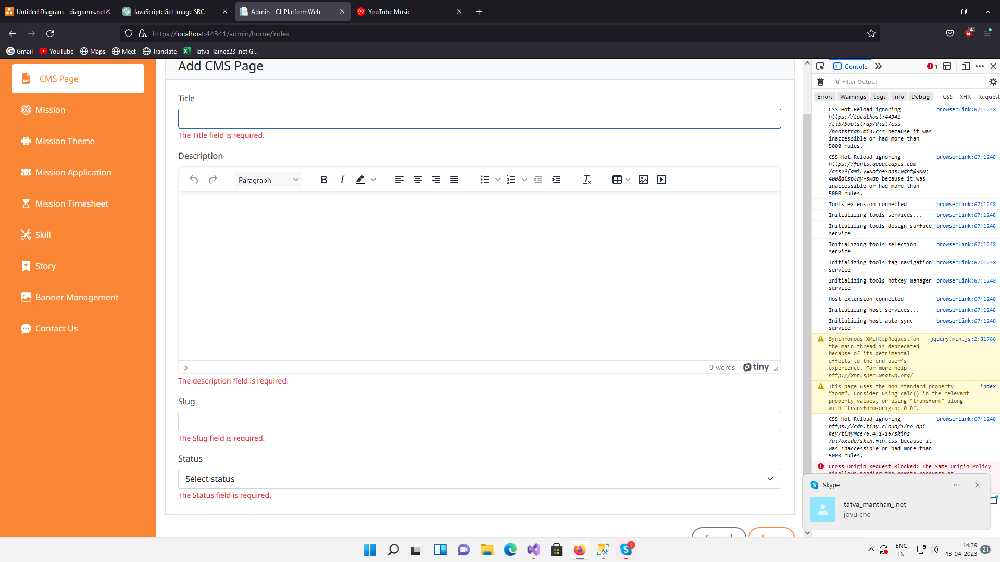 Untitled Diagram - diagrams.net
JavaScript: Get Image SRC
Admin - CI_PlatformWeb
YouTube Music
https://localhost:44341/admin/home/index
4
Gmail
YouTube
Maps
Meet
Translate
Tatva-Tainee23 .net G...
CMS Page
Mission
Mission Theme
Mission Application
Mission Timesheet
Skill
Story
Banner Management
Contact Us
Add CMS Page
Title
The Title field is required.
Description
Paragraph
B
I
p
0 words
tiny
The description field is required.
Slug
The Slug field is required.
Status
Select status
The Status field is required.
Console
1
Filter Output
Errors
Warnings
Logs
Info
Debug
CSS
XHR
Request
CSS Hot Reload ignoring browserLink:67:1248
https://localhost:44341
/lib/bootstrap/dist/css
/bootstrap.min.css because it was
inaccessible or had more than
5000 rules.
CSS Hot Reload ignoring browserLink:67:1248
https://fonts.googleapis.com
/css2?family=Noto+Sans:wght@300;
400&display=swap because it was
inaccessible or had more than
5000 rules.
Tools extension connected browserLink:67:1248
Initializing tools services... browserLink:67:1248
Initializing tools design surface browserLink:67:1248
service
Initializing tools selection browserLink:67:1248
service
Initializing tools tag navigation browserLink:67:1248
service
Initializing tools hotkey manager browserLink:67:1248
service
Host extension connected browserLink:67:1248
Initializing host services... browserLink:67:1248
Initializing host auto sync browserLink:67:1248
service
Synchronous XMLHttpRequest on jquery.min.js:2:81766
the main thread is deprecated
because of its detrimental
effects to the end user's
experience. For more help
http://xhr.spec.whatwg.org/
This page uses the non standard property index
“zoom”. Consider using calc() in the relevant
property values, or using “transform” along
with “transform-origin: 0 0”.
CSS Hot Reload ignoring browserLink:67:1248
https://cdn.tiny.cloud/1/no-api-
key/tinymce/6.4.1-16/skins
/ui/oxide/skin.min.css because it
was inaccessible or had more than
5000 rules.
Cross-Origin Request Blocked: The Same Origin Policy
Skype
tatva_manthan_.net
jovu che
1
ENG
IN
14:39
13-04-2023
21